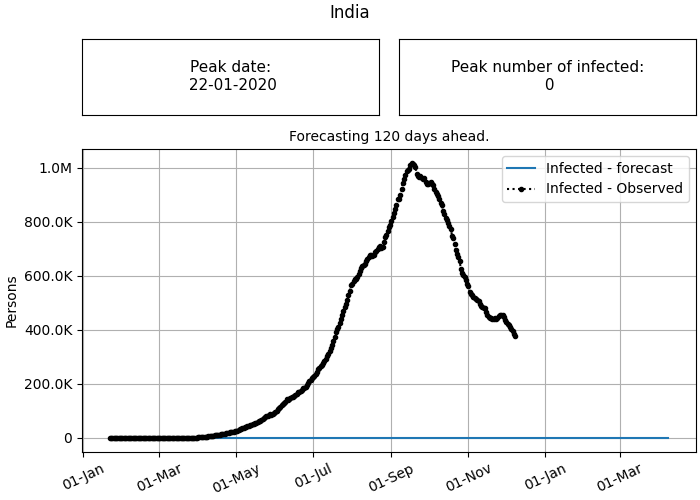 India
Peak date:
22-01-2020
Peak number of infected:
0
Forecasting 120 days ahead.
Infected - forecast
Infected - Observed
1.0M
800.0K
600.0K
400.0K
200.0K
0
Persons
01-Jan
01-Mar
01-May
01-Jul
01-Sep
01-Nov
01-Jan
01-Mar